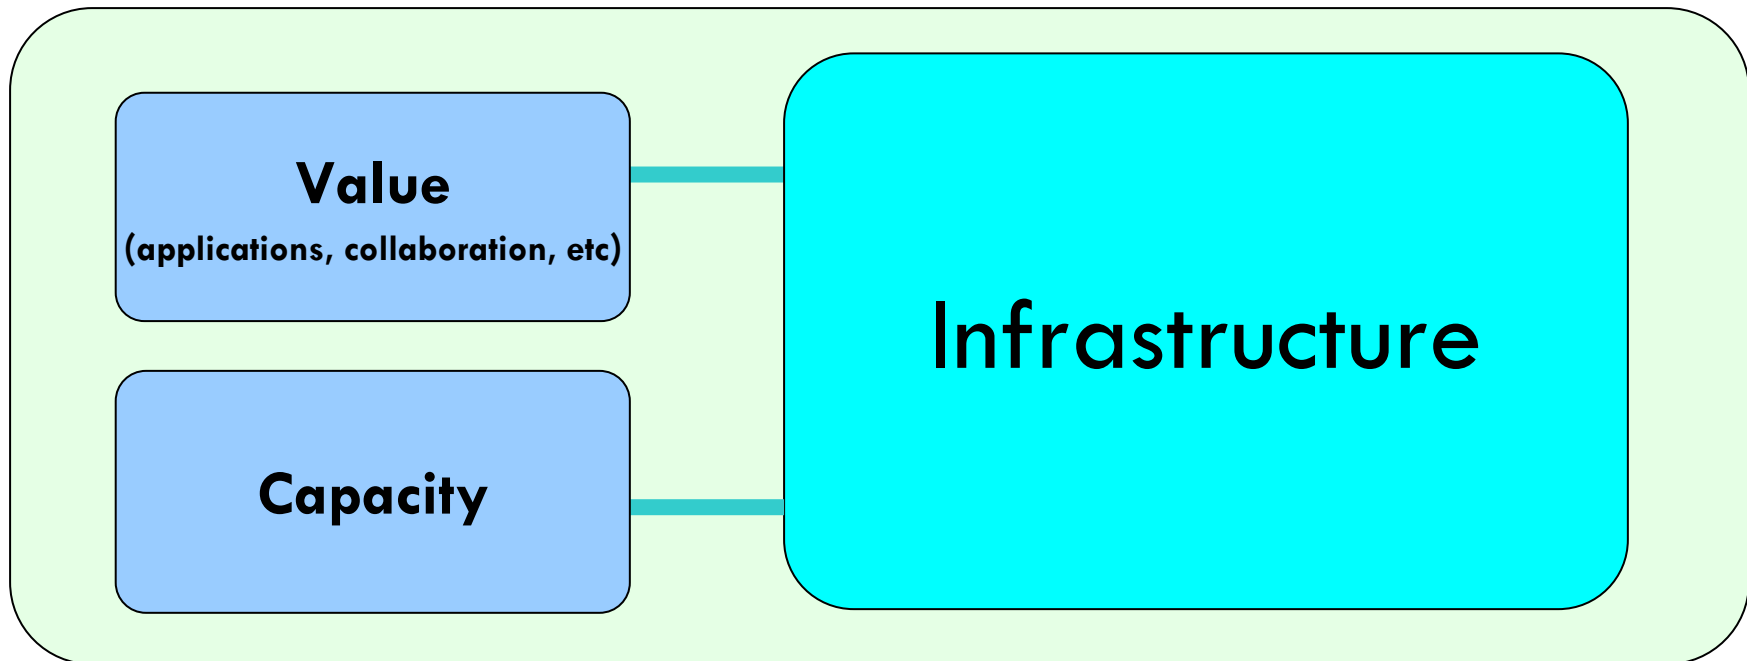 Value
(applications, collaboration, etc)
Capacity
Infrastructure